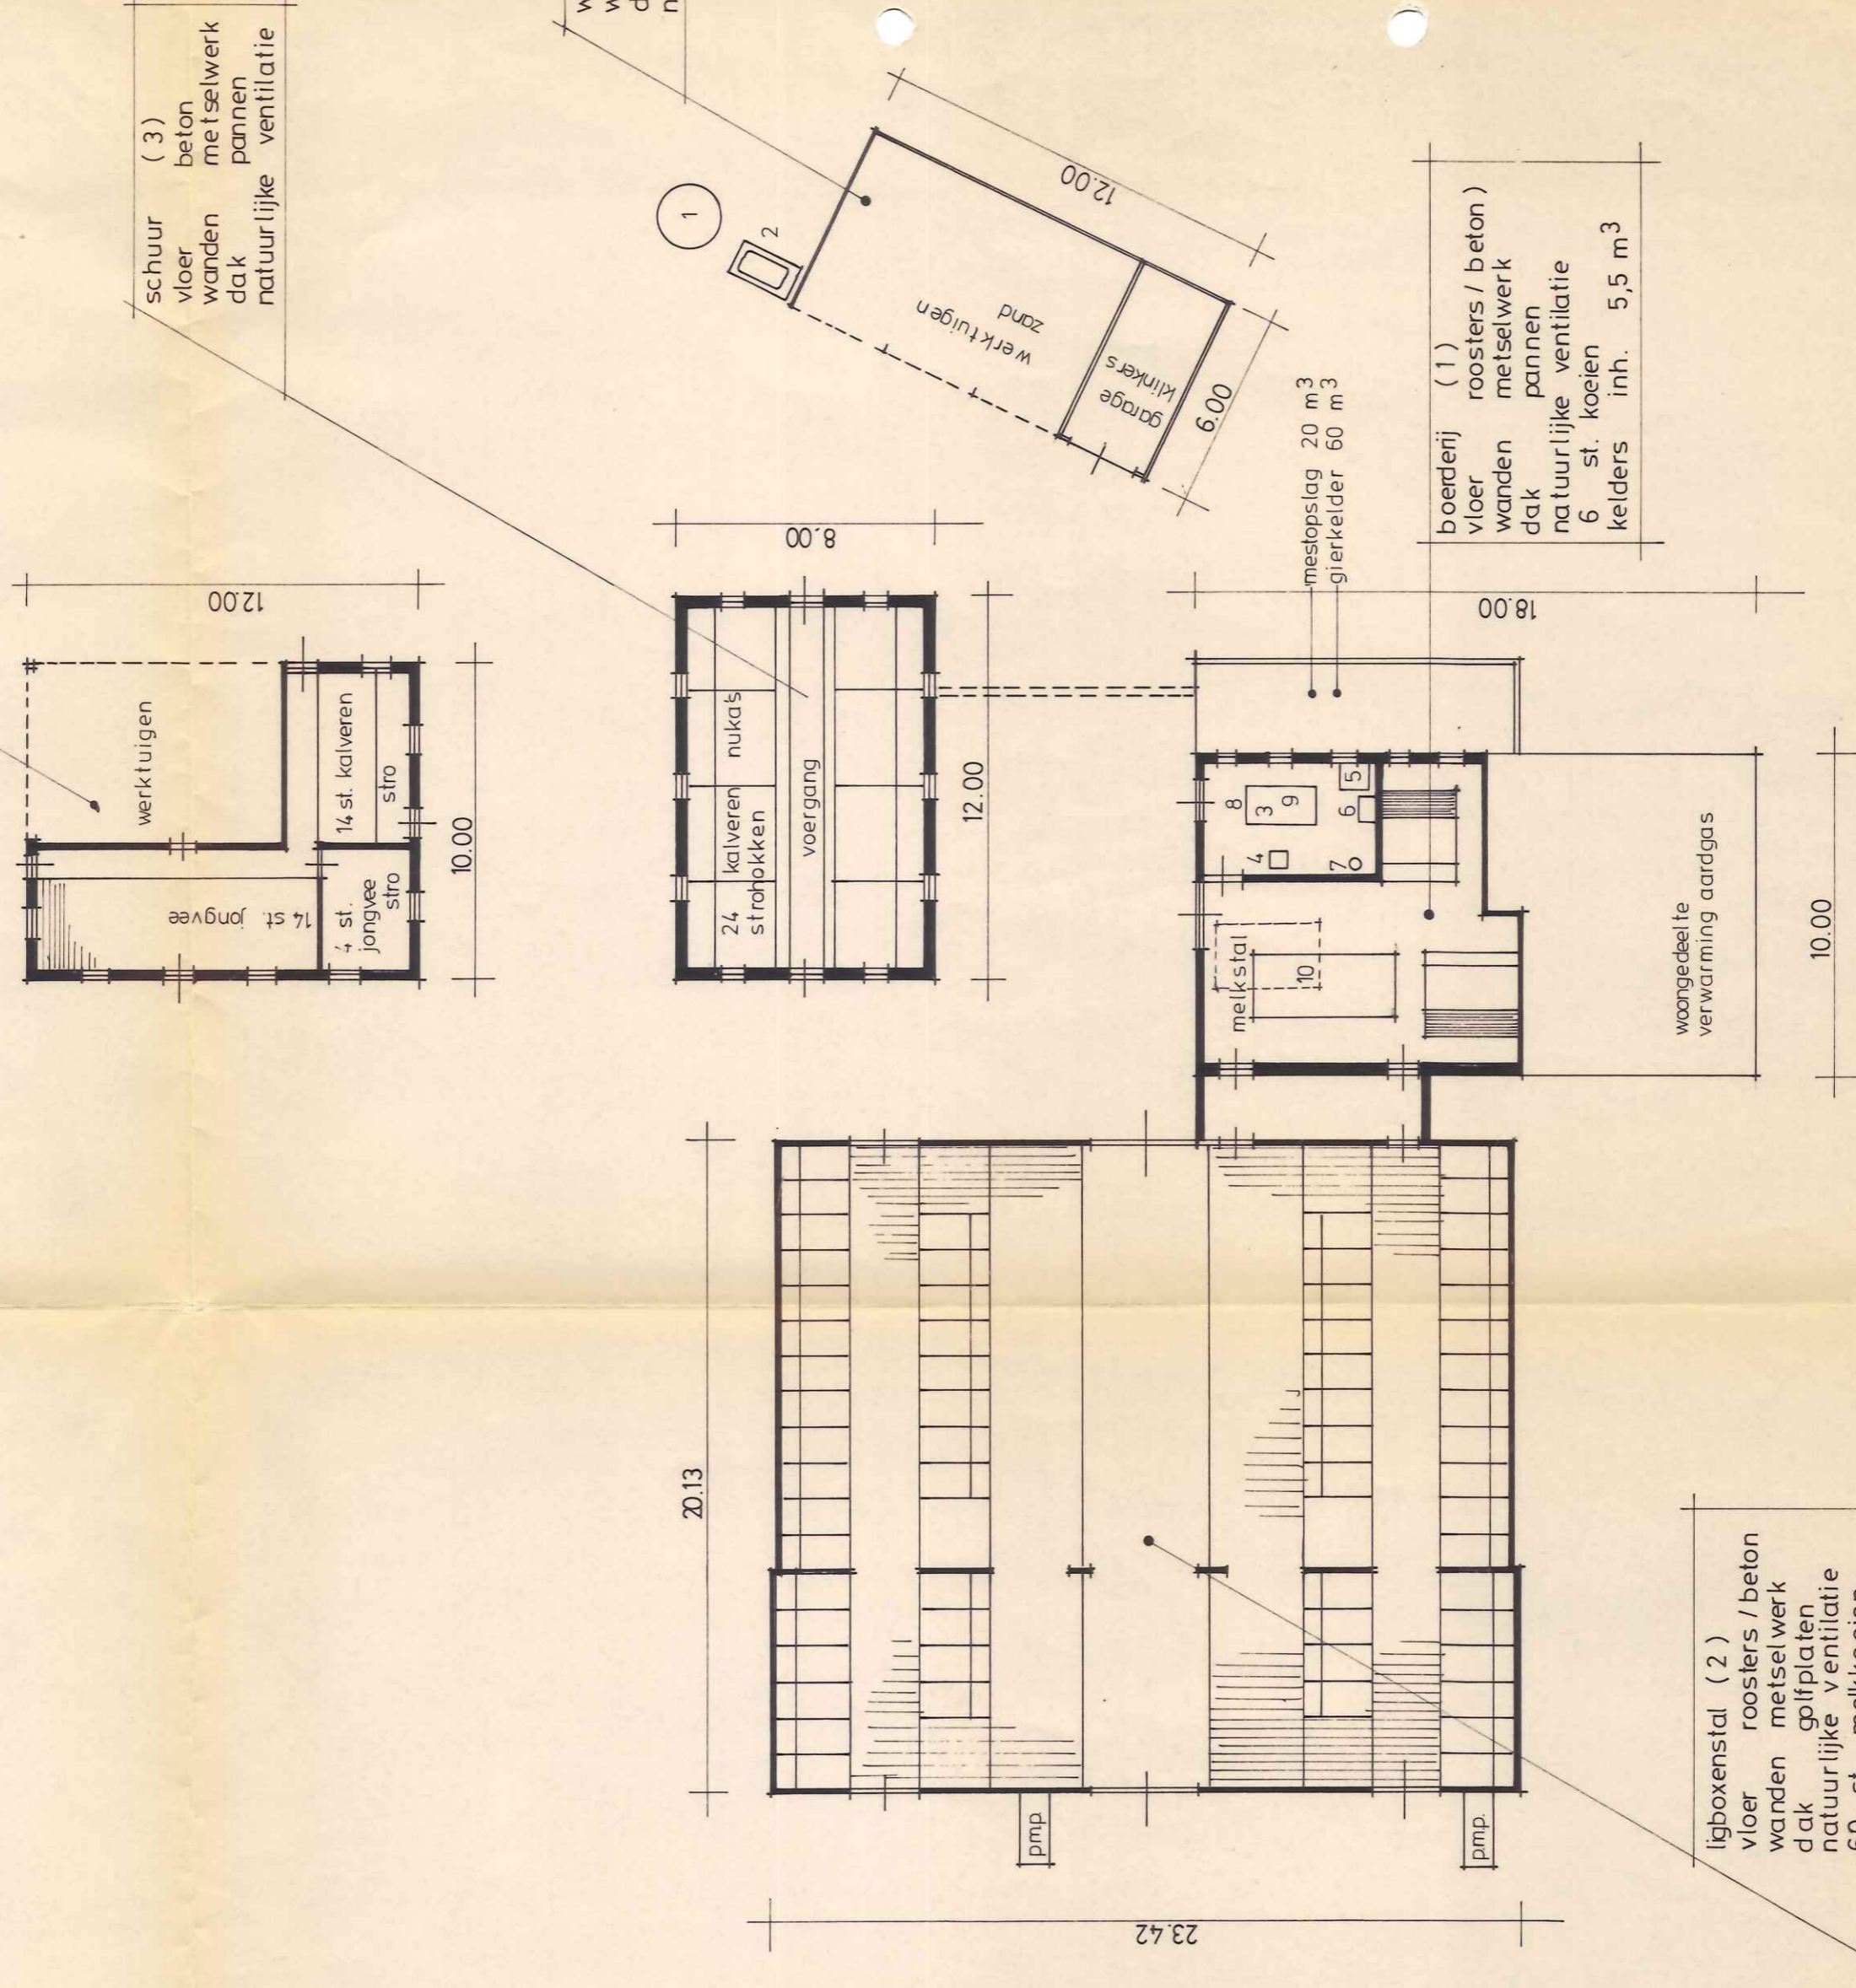 schuur (3)
vloer beton
wanden metselwerk
dak pannen
natuurlijke ventilatie
1
2
12.00
werktuigen
zand
garage
klinkers
6.00
12.00
werktuigen
14 st. kalveren
stro
14 st. jongvee
4 st.
jongvee
stro
10.00
8.00
24 kalveren nuka's
strohokken
voergang
12.00
mestopslag 20 m3
gierkelder 60 m3
boerderij (1)
vloer roosters / beton)
wanden metselwerk
dak pannen
natuurlijke ventilatie
6 st. koeien
kelders inh. 5,5 m3
18.00
8
3
9
5
6
4
7
melkstal
10
woongedeelte
verwarming aardgas
10.00
20.13
pmp.
pmp.
23.42
ligboxenstal (2)
vloer roosters / beton
wanden metselwerk
dak golfplaten
natuurlijke ventilatie
60 st. melkkoeien